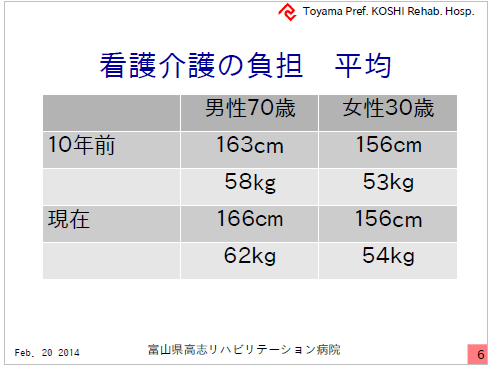 Toyama Pref. KOSHI Rehab. Hosp.
看護介護の負担　平均
男性70歳 女性30歳
10年前 163cm 156cm
58kg 53kg
現在 166cm 156cm
62kg 54kg
Feb. 20 2014 富山県高志リハビリテーション病院 6